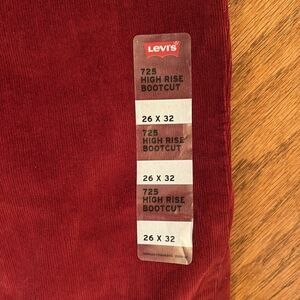 Levi's
725
HIGH RISE
BOOTCUT
26 X 32
725
HIGH RISE
BOOTCUT
26 X 32
725
HIGH RISE
BOOTCUT
26 X 32